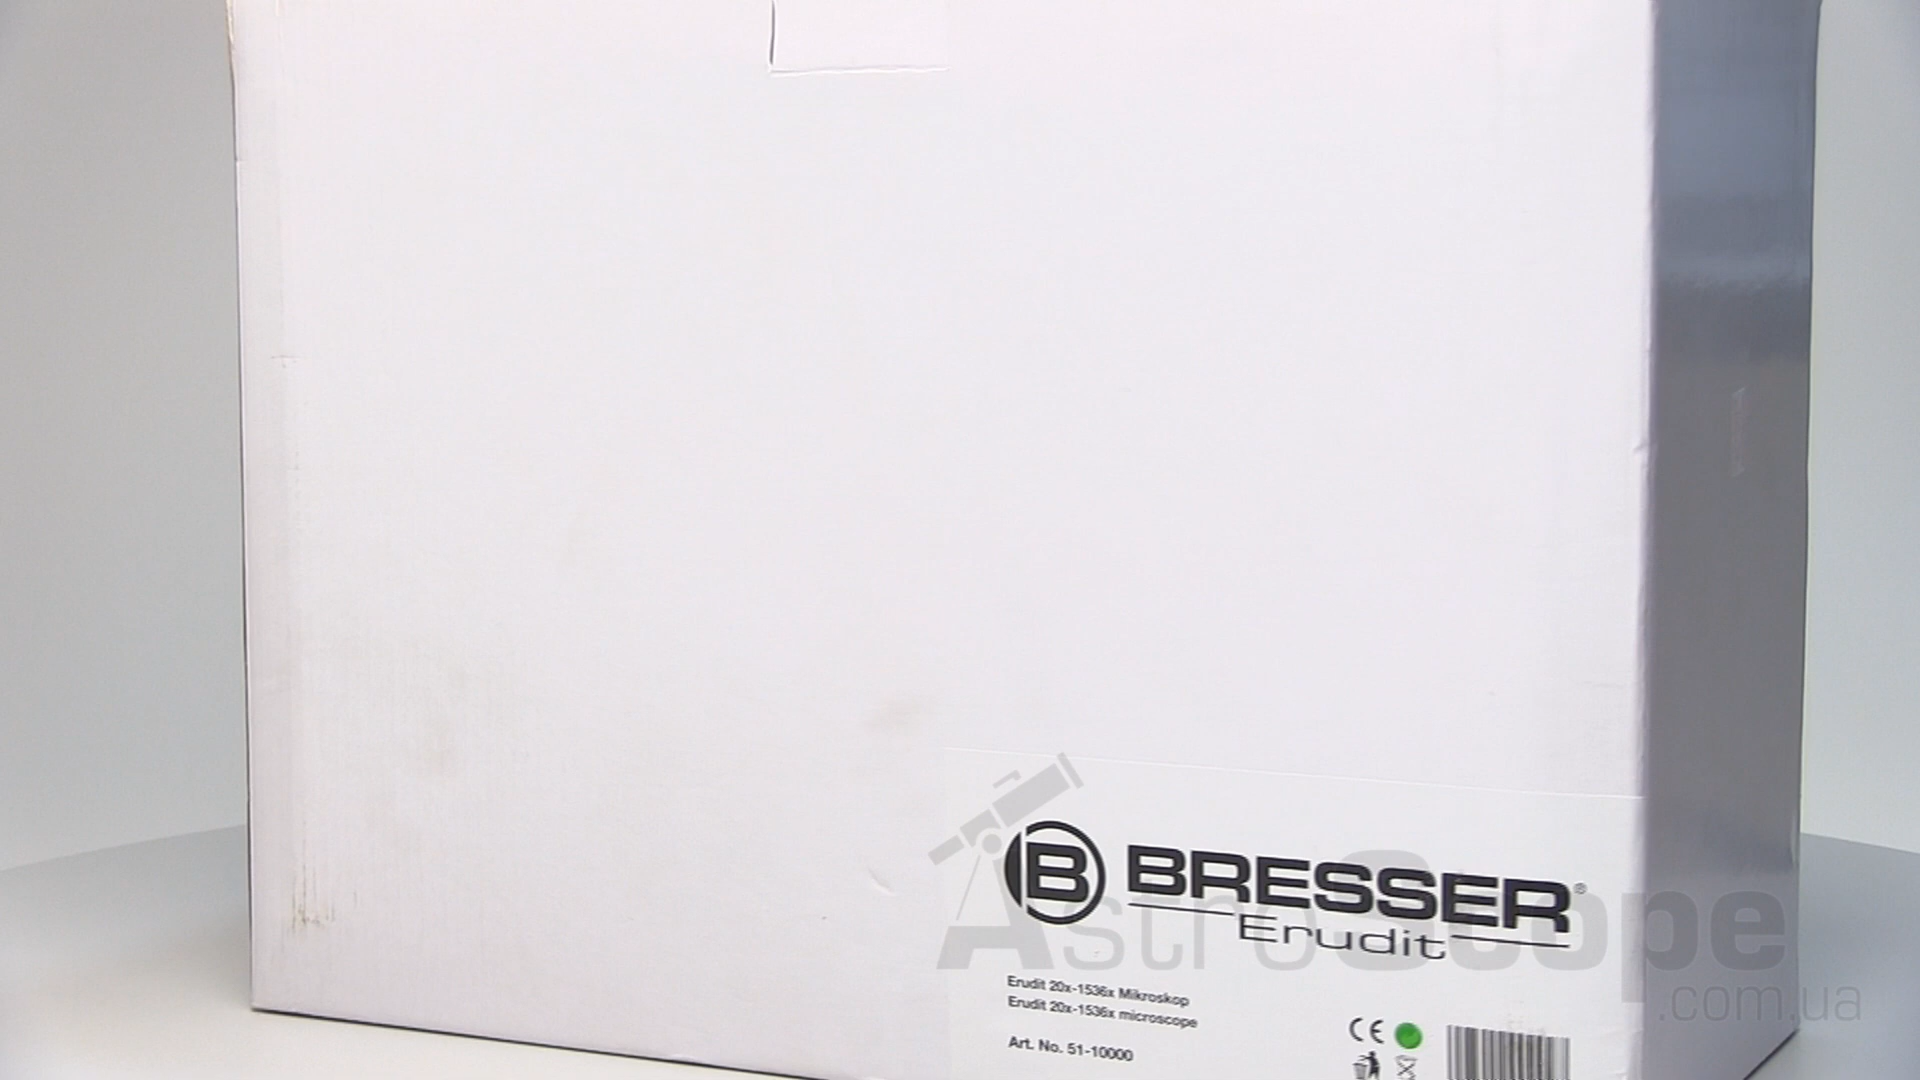 B BRESSER®
Erudit
AstroScope
.com.ua
Erudit 20x-1536x Mikroskop
Erudit 20x-1536x microscope
Art. No. 51-10000
CE